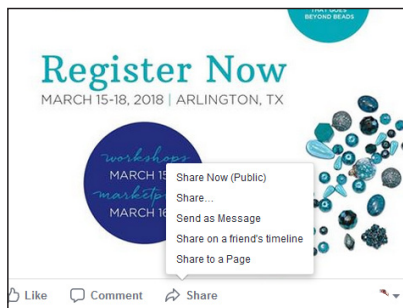 THAT GOES
BEYOND BEADS
Register Now
MARCH 15-18, 2018 | ARLINGTON, TX
workshops
MARCH 15
MARCH 16
Share Now (Public)
Share...
Send as Message
Share on a friend's timeline
Share to a Page
Like Comment Share